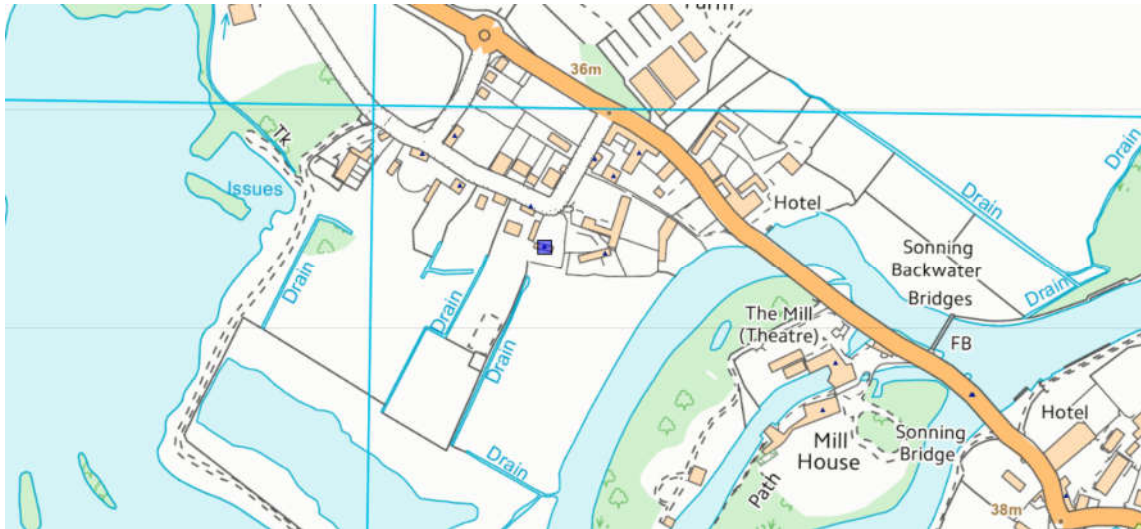 Farm
36m
Tk
Issues
Drain
Drain
Drain
Drain
Drain
Drain
Drain
Hotel
Sonning
Backwater
Bridges
The Mill
(Theatre)
FB
Hotel
Mill
House
Sonning
Bridge
Path
38m